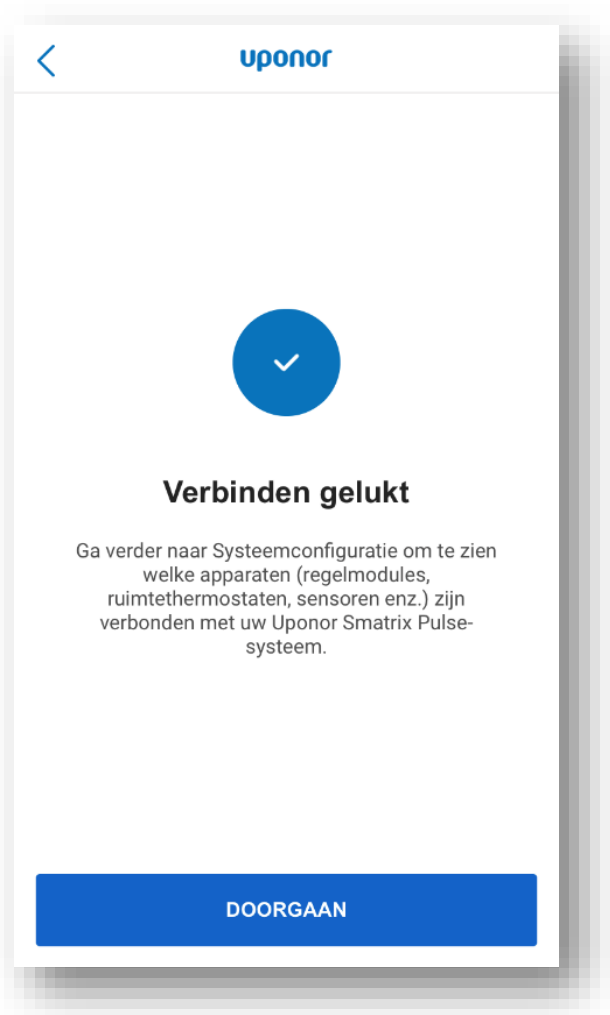 uponor
Verbinden gelukt
Ga verder naar Systeemconfiguratie om te zien
welke apparaten (regelmodules,
ruimtethermostaten, sensoren enz.) zijn
verbonden met uw Uponor Smatrix Pulse-
systeem.
DOORGAAN